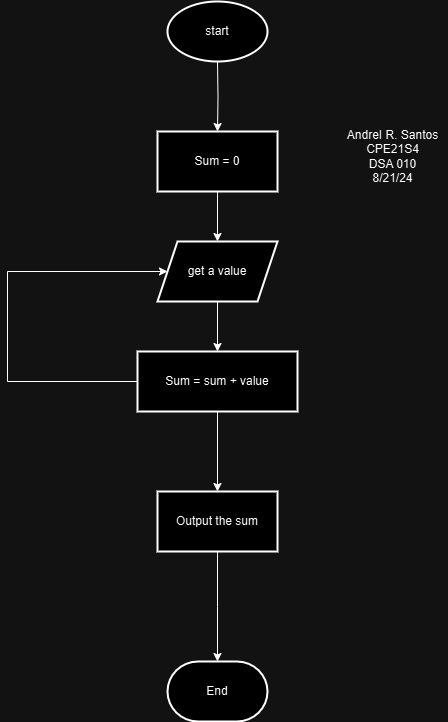 start
Sum = 0
Andrel R. Santos
CPE21S4
DSA 010
8/21/24
get a value
Sum = sum + value
Output the sum
End